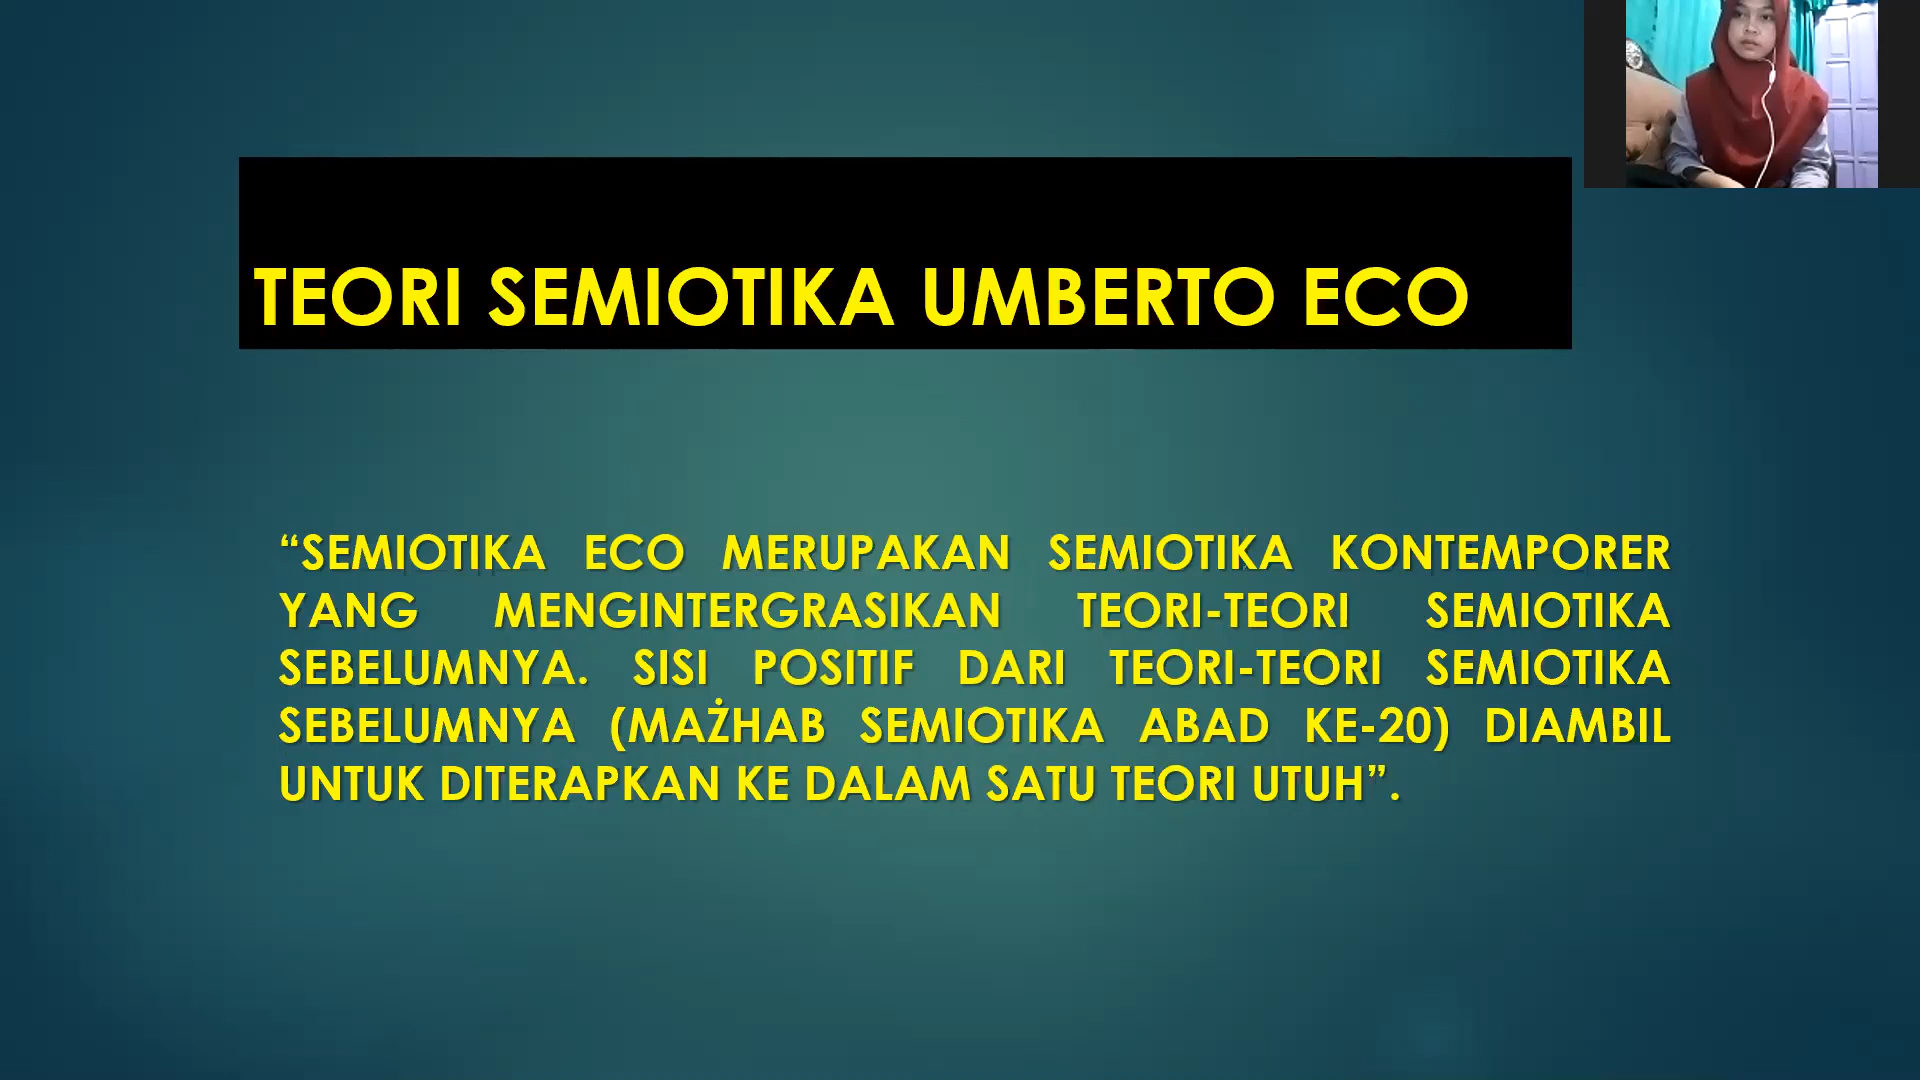 TEORI SEMIOTIKA UMBERTO ECO
“SEMIOTIKA ECO MERUPAKAN SEMIOTIKA KONTEMPORER
YANG MENGINTERGRASIKAN TEORI-TEORI SEMIOTIKA
SEBELUMNYA. SISI POSITIF DARI TEORI-TEORI SEMIOTIKA
SEBELUMNYA (MAŻHAB SEMIOTIKA ABAD KE-20) DIAMBIL
UNTUK DITERAPKAN KE DALAM SATU TEORI UTUH”.